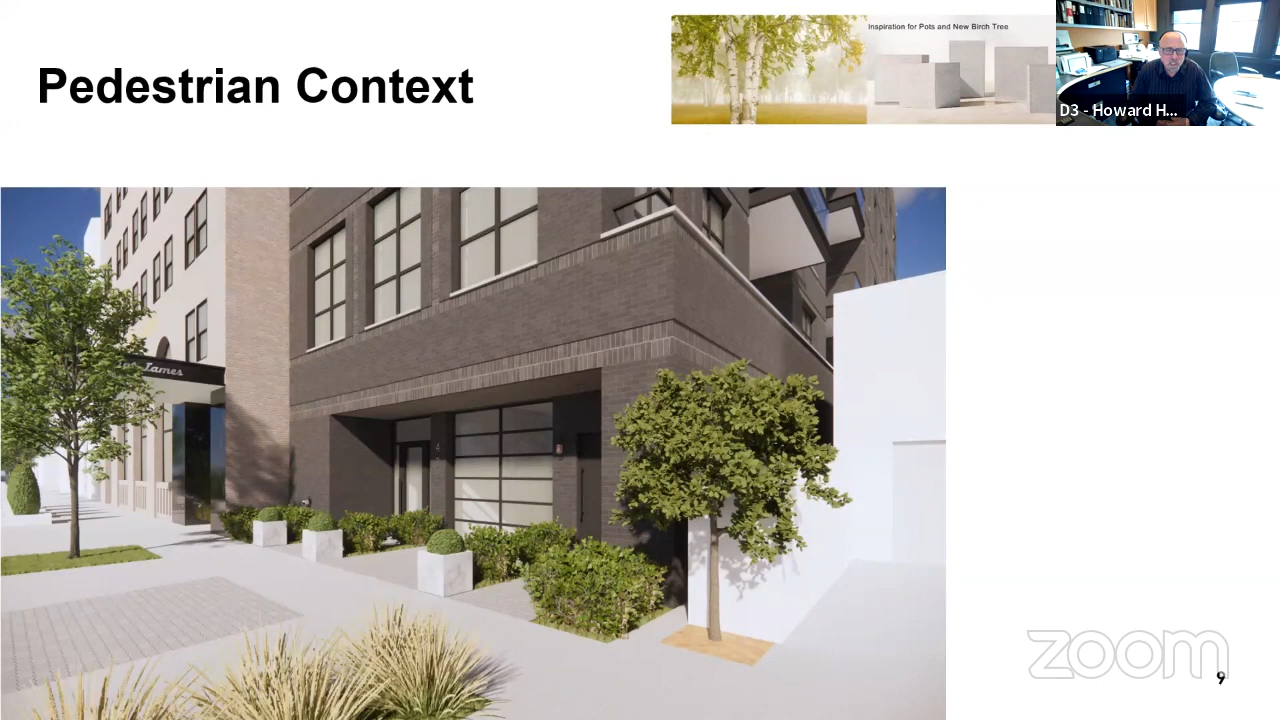 Pedestrian Context
Inspiration for Pots and New Birch Tree
D3 - Howard H...
James
zoom
9